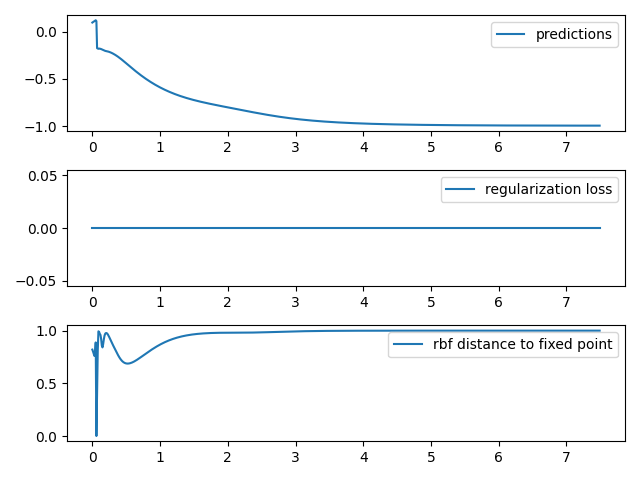 0.0
−0.5
−1.0
predictions
0 1 2 3 4 5 6 7
0.05
0.00
−0.05
regularization loss
0 1 2 3 4 5 6 7
1.0
0.5
0.0
rbf distance to fixed point
0 1 2 3 4 5 6 7